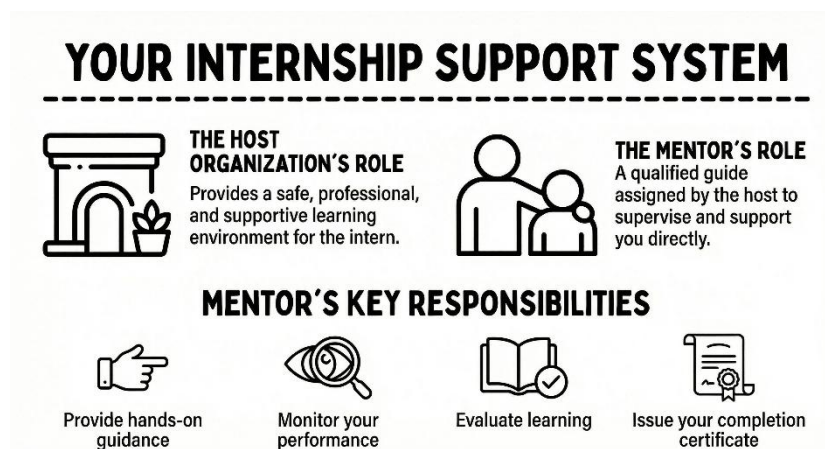 YOUR INTERNSHIP SUPPORT SYSTEM
THE HOST
ORGANIZATION'S ROLE
Provides a safe, professional,
and supportive learning
environment for the intern.
THE MENTOR'S ROLE
A qualified guide
assigned by the host to
supervise and support
you directly.
MENTOR'S KEY RESPONSIBILITIES
Provide hands-on
guidance
Monitor your
performance
Evaluate learning
Issue your completion
certificate